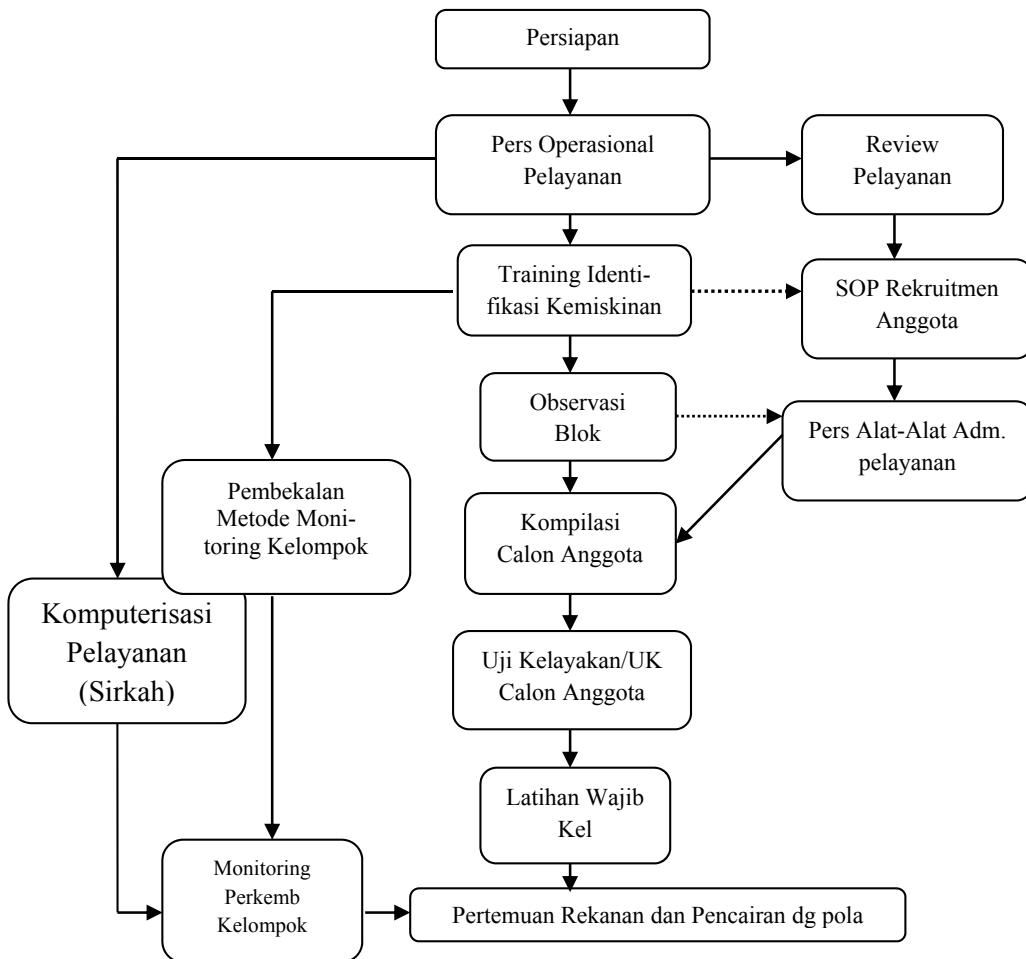 Persiapan
Pers Operasional
Pelayanan
Review
Pelayanan
Training Identi-
fikasi Kemiskinan
SOP Rekruitmen
Anggota
Observasi
Blok
Pers Alat-Alat Adm.
pelayanan
Pembekalan
Metode Moni-
toring Kelompok
Kompilasi
Calon Anggota
Komputerisasi
Pelayanan
(Sirkah)
Uji Kelayakan/UK
Calon Anggota
Latihan Wajib
Kel
Monitoring
Perkemb
Kelompok
Pertemuan Rekanan dan Pencairan dg pola